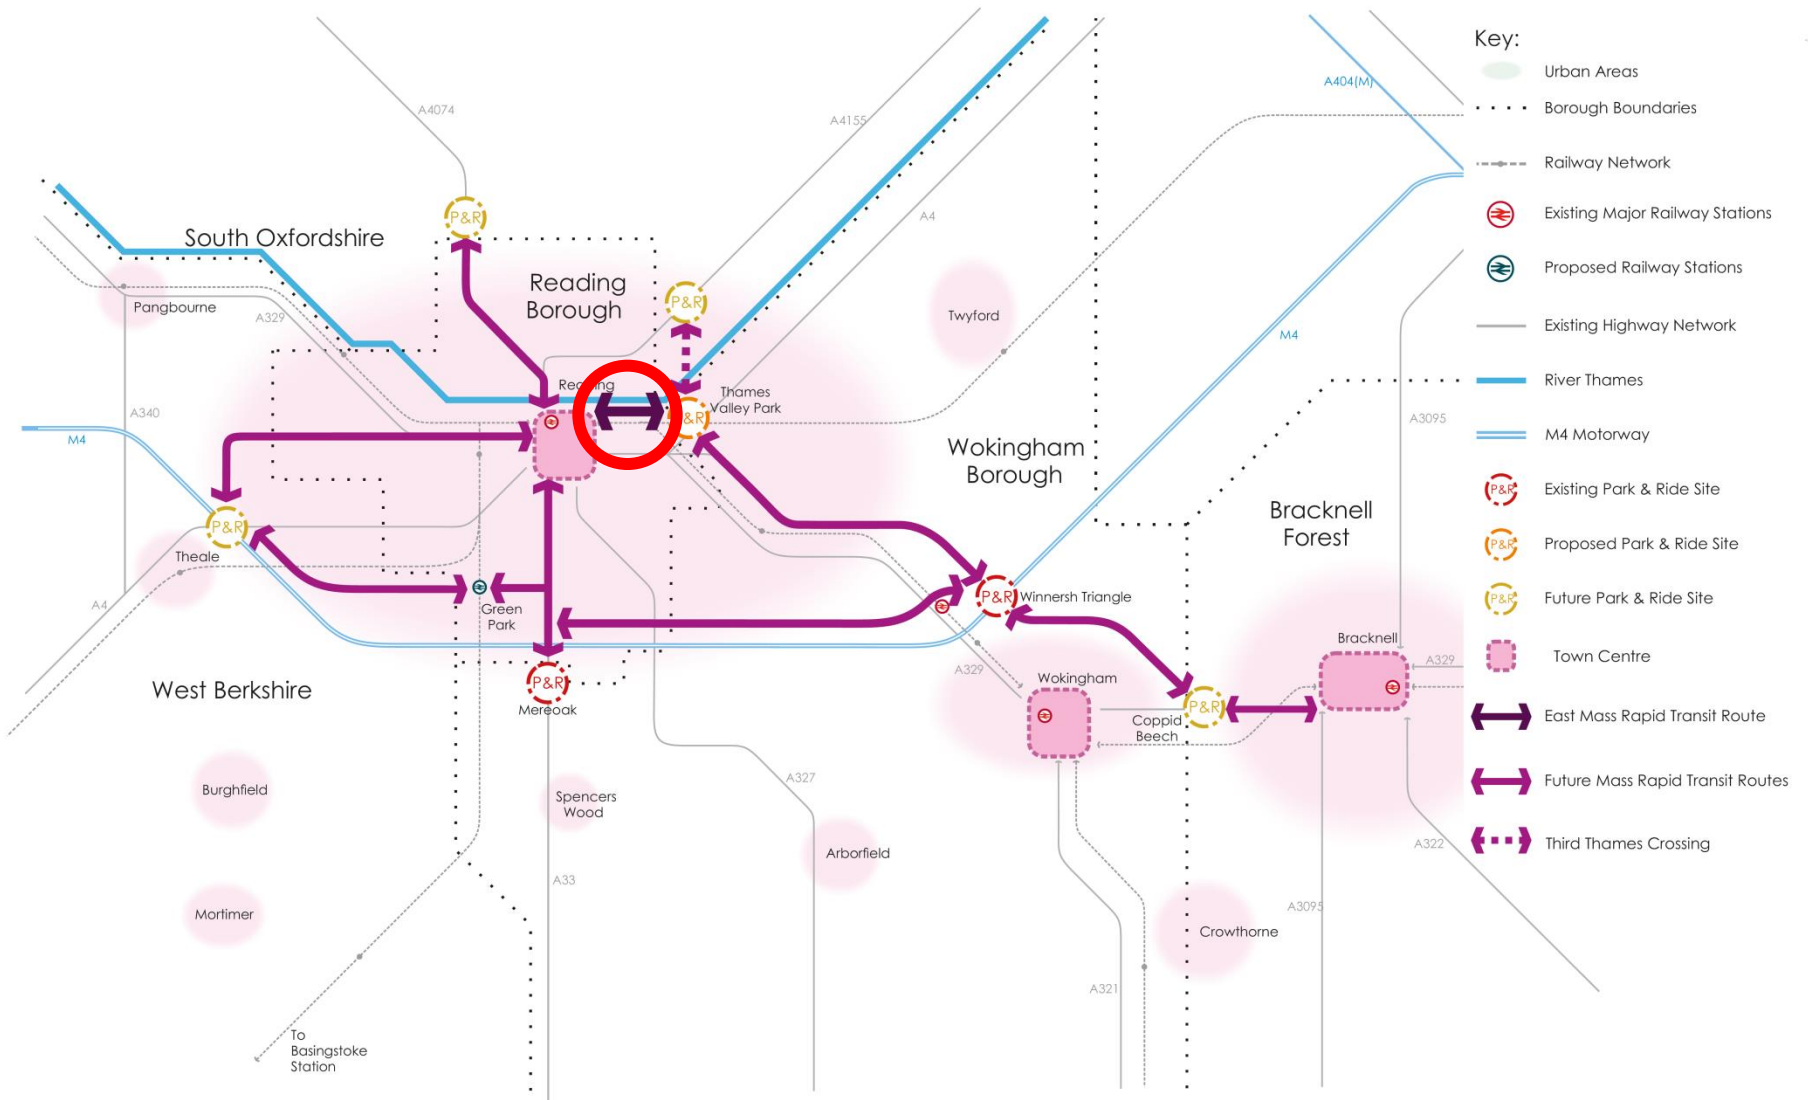 Key:
Urban Areas
Borough Boundaries
Railway Network
Existing Major Railway Stations
Proposed Railway Stations
Existing Highway Network
River Thames
M4 Motorway
P&R
Existing Park & Ride Site
P&R
Proposed Park & Ride Site
P&R
Future Park & Ride Site
Town Centre
East Mass Rapid Transit Route
Future Mass Rapid Transit Routes
Third Thames Crossing
A404(M)
A4074
A4155
A4
P&R
South Oxfordshire
Reading
Borough
P&R
Pangbourne
A329
Twyford
M4
Reading
Thames
Valley Park
P&R
A340
M4
A3095
Wokingham
Borough
Bracknell
Forest
P&R
Theale
A4
Green
Park
P&R
Winnersh Triangle
Bracknell
A329
A329
West Berkshire
P&R
Mereoak
Wokingham
P&R
Coppid
Beech
Burghfield
Spencers
Wood
A327
Arborfield
A322
A33
Mortimer
A3095
Crowthorne
A321
To
Basingstoke
Station